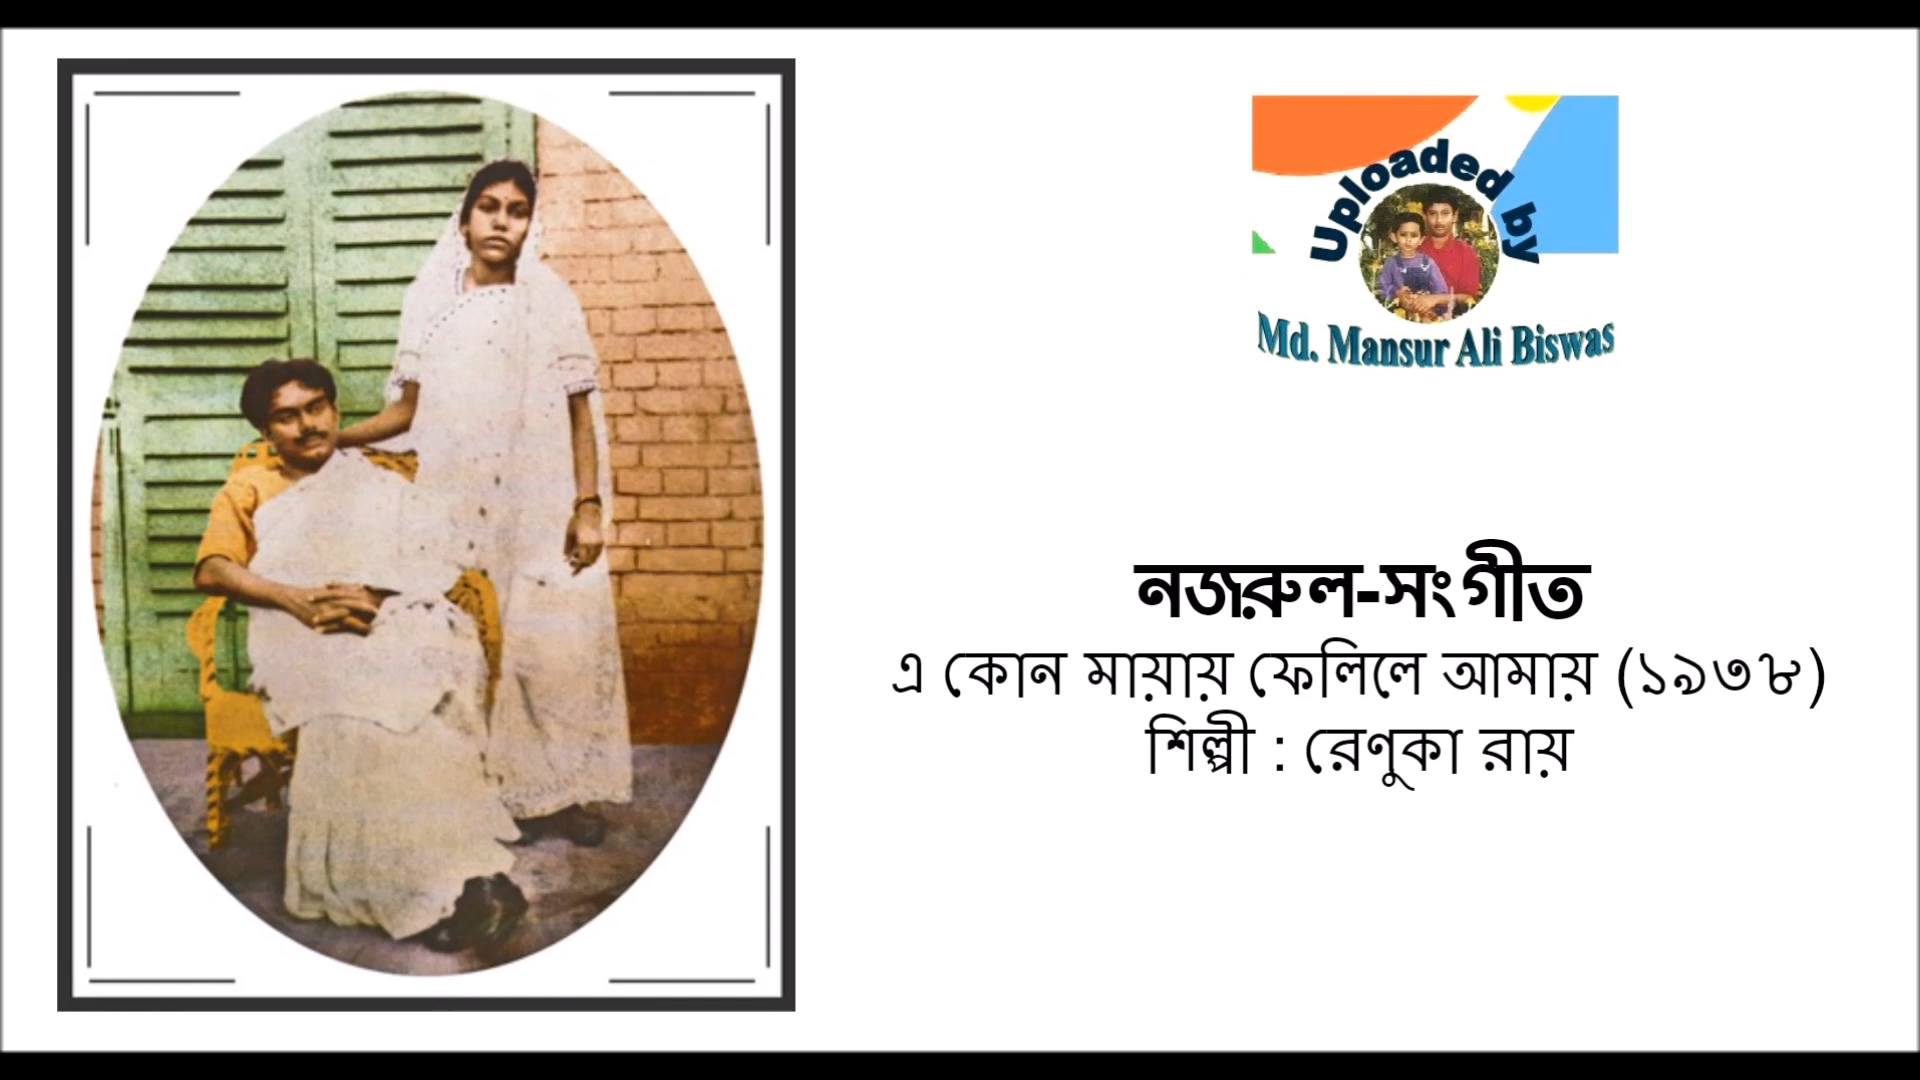 Uploaded by
Md. Mansur Ali Biswas
নজরুল-সংগীত
এ কোন মায়ায় ফেলিলে আমায় (১৯৩৮)
শিল্পী : রেণুকা রায়